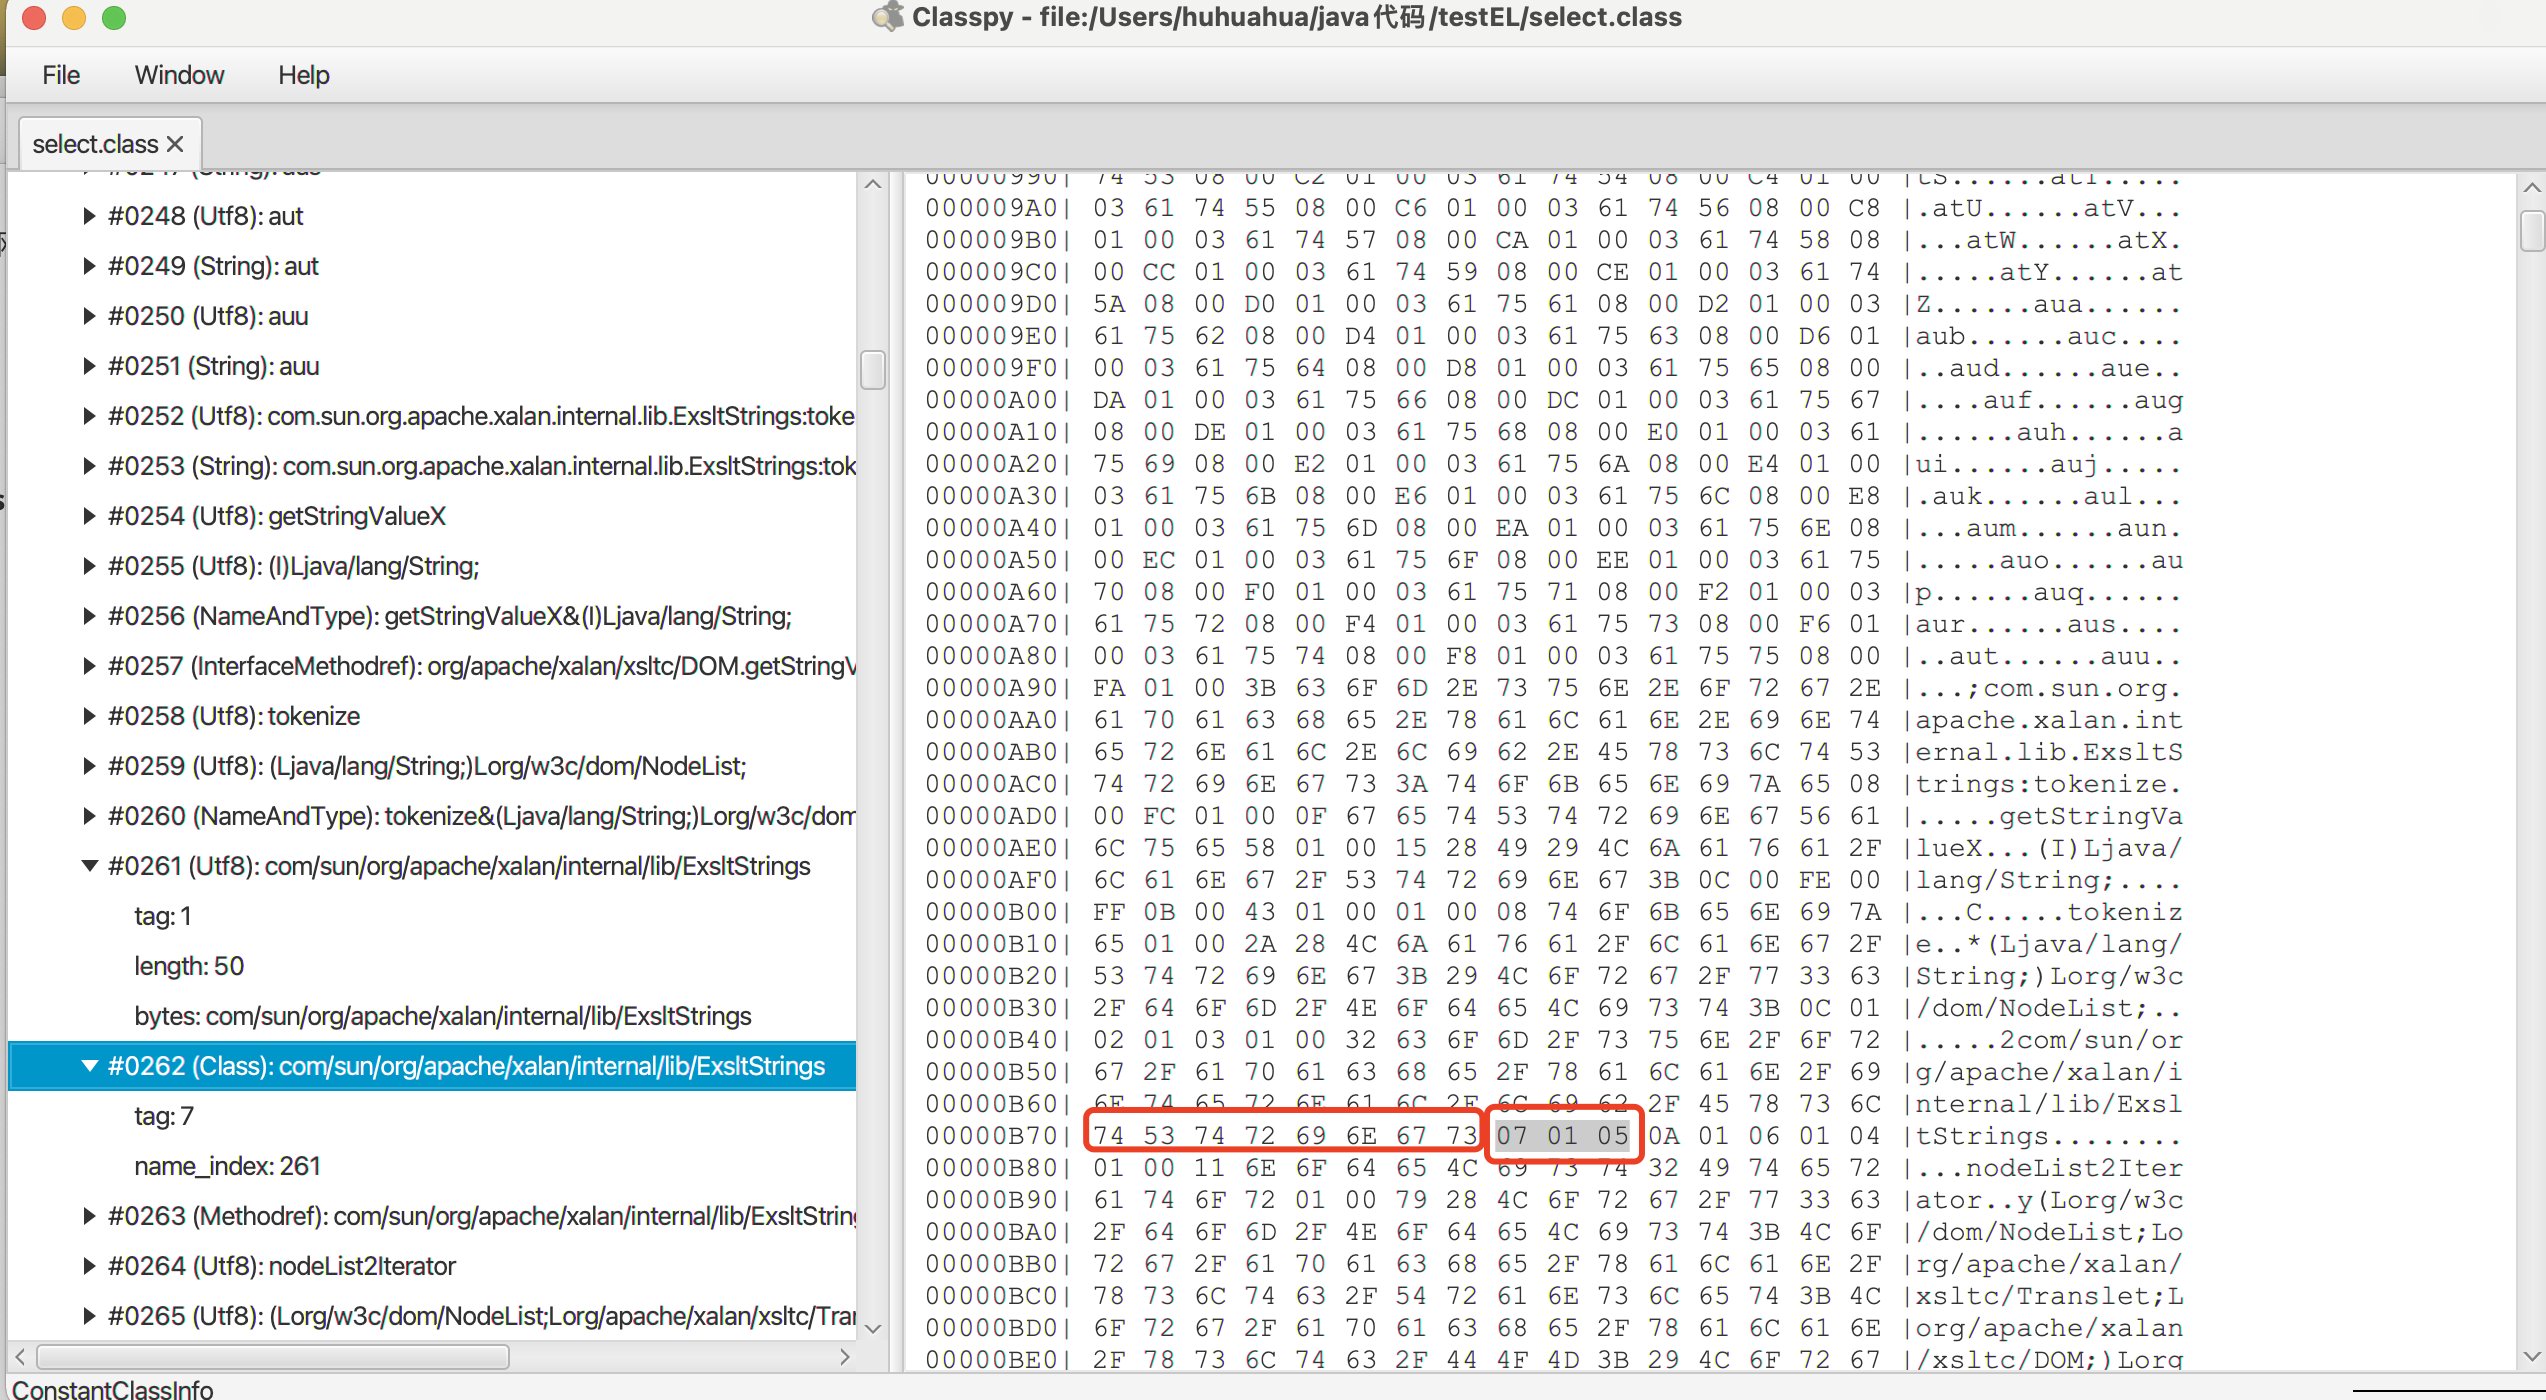 Classpy - file:/Users/huhuahua/java代码/testEL/select.class
File Window Help
select.class ×
▶ #0248 (Utf8): aut
▶ #0249 (String): aut
▶ #0250 (Utf8): auu
▶ #0251 (String): auu
▶ #0252 (Utf8): com.sun.org.apache.xalan.internal.lib.ExsltStrings:toke
▶ #0253 (String): com.sun.org.apache.xalan.internal.lib.ExsltStrings:tok
▶ #0254 (Utf8): getStringValueX
▶ #0255 (Utf8): (I)Ljava/lang/String;
▶ #0256 (NameAndType): getStringValueX&(I)Ljava/lang/String;
▶ #0257 (InterfaceMethodref): org/apache/xalan/xsltc/DOM.getStringV
▶ #0258 (Utf8): tokenize
▶ #0259 (Utf8): (Ljava/lang/String;)Lorg/w3c/dom/NodeList;
▶ #0260 (NameAndType): tokenize&(Ljava/lang/String;)Lorg/w3c/dom
▼ #0261 (Utf8): com/sun/org/apache/xalan/internal/lib/ExsltStrings
tag: 1
length: 50
bytes: com/sun/org/apache/xalan/internal/lib/ExsltStrings
▼ #0262 (Class): com/sun/org/apache/xalan/internal/lib/ExsltStrings
tag: 7
name_index: 261
▶ #0263 (Methodref): com/sun/org/apache/xalan/internal/lib/ExsltString
▶ #0264 (Utf8): nodeList2Iterator
▶ #0265 (Utf8): (Lorg/w3c/dom/NodeList;Lorg/apache/xalan/xsltc/Tran
00000990| 74 53 08 00 C2 01 00 03 61 74 54 08 00 C4 01 00 |tS......atT.....
000009A0| 03 61 74 55 08 00 C6 01 00 03 61 74 56 08 00 C8 |.atU......atV...
000009B0| 01 00 03 61 74 57 08 00 CA 01 00 03 61 74 58 08 |...atW......atX.
000009C0| 00 CC 01 00 03 61 74 59 08 00 CE 01 00 03 61 74 |.....atY......at
000009D0| 5A 08 00 D0 01 00 03 61 75 61 08 00 D2 01 00 03 |Z......aua......
000009E0| 61 75 62 08 00 D4 01 00 03 61 75 63 08 00 D6 01 |aub......auc....
000009F0| 00 03 61 75 64 08 00 D8 01 00 03 61 75 65 08 00 |..aud......aue..
00000A00| DA 01 00 03 61 75 66 08 00 DC 01 00 03 61 75 67 |....auf......aug
00000A10| 08 00 DE 01 00 03 61 75 68 08 00 E0 01 00 03 61 |......auh......a
00000A20| 75 69 08 00 E2 01 00 03 61 75 6A 08 00 E4 01 00 |ui......auj.....
00000A30| 03 61 75 6B 08 00 E6 01 00 03 61 75 6C 08 00 E8 |.auk......aul...
00000A40| 01 00 03 61 75 6D 08 00 EA 01 00 03 61 75 6E 08 |...aum......aun.
00000A50| 00 EC 01 00 03 61 75 6F 08 00 EE 01 00 03 61 75 |.....auo......au
00000A60| 70 08 00 F0 01 00 03 61 75 71 08 00 F2 01 00 03 |p......auq......
00000A70| 61 75 72 08 00 F4 01 00 03 61 75 73 08 00 F6 01 |aur......aus....
00000A80| 00 03 61 75 74 08 00 F8 01 00 03 61 75 75 08 00 |..aut......auu..
00000A90| FA 01 00 3B 63 6F 6D 2E 73 75 6E 2E 6F 72 67 2E |...;com.sun.org.
00000AA0| 61 70 61 63 68 65 2E 78 61 6C 61 6E 2E 69 6E 74 |apache.xalan.int
00000AB0| 65 72 6E 61 6C 2E 6C 69 62 2E 45 78 73 6C 74 53 |ernal.lib.ExsltS
00000AC0| 74 72 69 6E 67 73 3A 74 6F 6B 65 6E 69 7A 65 08 |trings:tokenize.
00000AD0| 00 FC 01 00 0F 67 65 74 53 74 72 69 6E 67 56 61 |.....getStringVa
00000AE0| 6C 75 65 58 01 00 15 28 49 29 4C 6A 61 76 61 2F |lueX...(I)Ljava/
00000AF0| 6C 61 6E 67 2F 53 74 72 69 6E 67 3B 0C 00 FE 00 |lang/String;....
00000B00| FF 0B 00 43 01 00 01 00 08 74 6F 6B 65 6E 69 7A |...C.....tokeniz
00000B10| 65 01 00 2A 28 4C 6A 61 76 61 2F 6C 61 6E 67 2F |e..*(Ljava/lang/
00000B20| 53 74 72 69 6E 67 3B 29 4C 6F 72 67 2F 77 33 63 |String;)Lorg/w3c
00000B30| 2F 64 6F 6D 2F 4E 6F 64 65 4C 69 73 74 3B 0C 01 |/dom/NodeList;..
00000B40| 02 01 03 01 00 32 63 6F 6D 2F 73 75 6E 2F 6F 72 |.....2com/sun/or
00000B50| 67 2F 61 70 61 63 68 65 2F 78 61 6C 61 6E 2F 69 |g/apache/xalan/i
00000B60| 6E 74 65 72 6E 61 6C 2F 6C 69 62 2F 45 78 73 6C |nternal/lib/Exsl
00000B70| 74 53 74 72 69 6E 67 73 07 01 05 0A 01 06 01 04 |tStrings........
00000B80| 01 00 11 6E 6F 64 65 4C 69 73 74 32 49 74 65 72 |...nodeList2Iter
00000B90| 61 74 6F 72 01 00 79 28 4C 6F 72 67 2F 77 33 63 |ator..y(Lorg/w3c
00000BA0| 2F 64 6F 6D 2F 4E 6F 64 65 4C 69 73 74 3B 4C 6F |/dom/NodeList;Lo
00000BB0| 72 67 2F 61 70 61 63 68 65 2F 78 61 6C 61 6E 2F |rg/apache/xalan/
00000BC0| 78 73 6C 74 63 2F 54 72 61 6E 73 6C 65 74 3B 4C |xsltc/Translet;L
00000BD0| 6F 72 67 2F 61 70 61 63 68 65 2F 78 61 6C 61 6E |org/apache/xalan
00000BE0| 2F 78 73 6C 74 63 2F 44 4F 4D 3B 29 4C 6F 72 67 |/xsltc/DOM;)Lorg
ConstantClassInfo